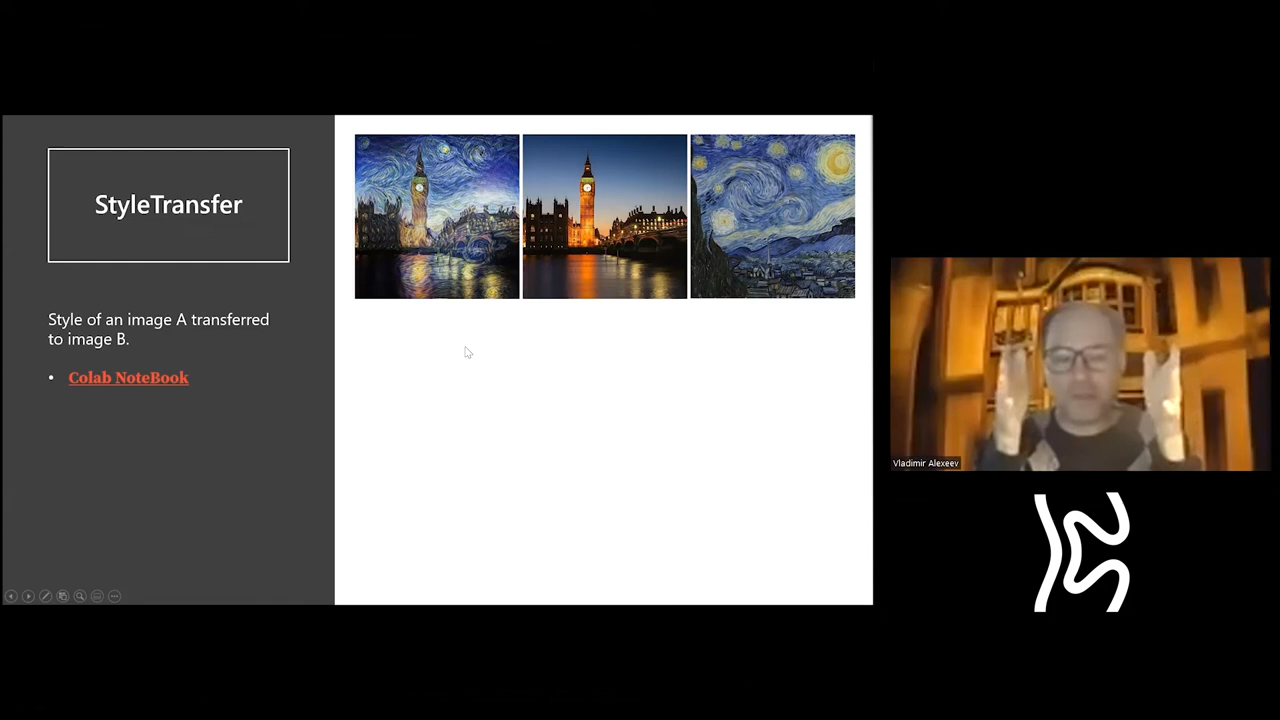 StyleTransfer
Style of an image A transferred
to image B.
• Colab NoteBook
Vladimir Alexeev